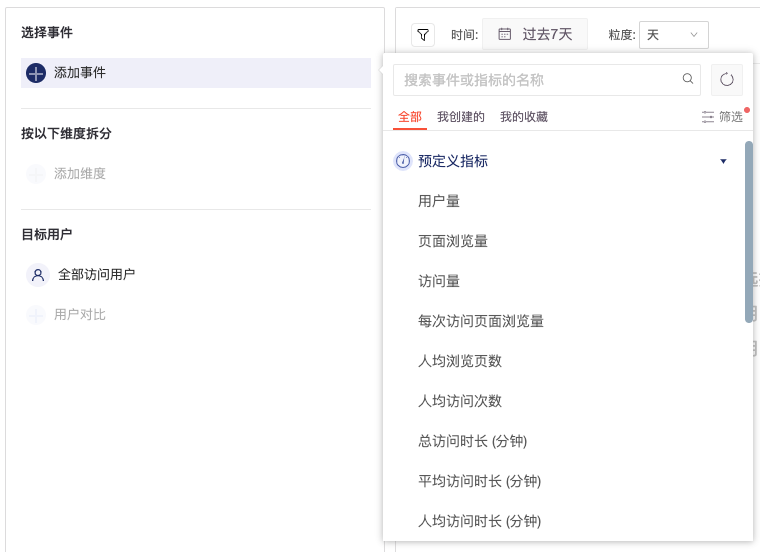 选择事件
添加事件
按以下维度拆分
添加维度
目标用户
全部访问用户
用户对比
时间: 过去7天 粒度: 天
搜索事件或指标的名称
全部 我创建的 我的收藏 筛选
预定义指标
用户量
页面浏览量
访问量
每次访问页面浏览量
人均浏览页数
人均访问次数
总访问时长 (分钟)
平均访问时长 (分钟)
人均访问时长 (分钟)